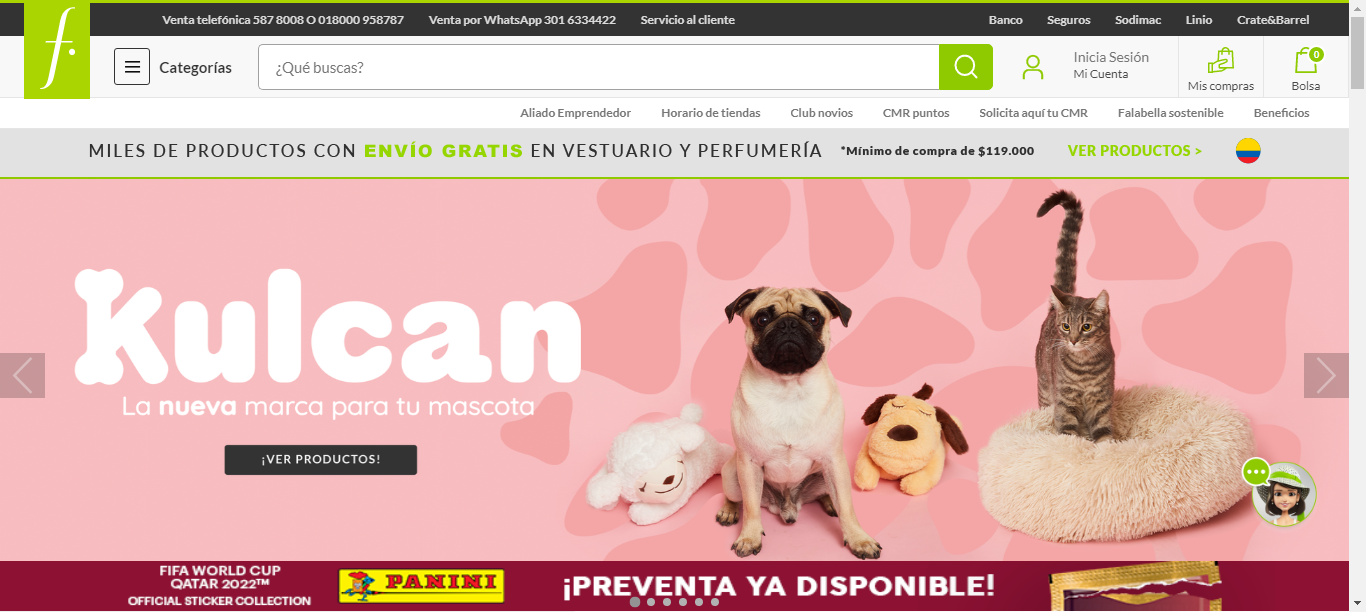 Venta telefónica 587 8008 O 018000 958787 Venta por WhatsApp 301 6334422 Servicio al cliente Banco Seguros Sodimac Linio Crate&Barrel
f.
Categorías ¿Qué buscas? Inicia Sesión
Mi Cuenta
Mis compras
0
Bolsa
Aliado Emprendedor Horario de tiendas Club novios CMR puntos Solicita aquí tu CMR Falabella sostenible Beneficios
MILES DE PRODUCTOS CON ENVÍO GRATIS EN VESTUARIO Y PERFUMERÍA *Mínimo de compra de $119.000 VER PRODUCTOS >
Kulcan
La nueva marca para tu mascota
¡VER PRODUCTOS!
FIFA WORLD CUP
QATAR 2022™
OFFICIAL STICKER COLLECTION
PANINI
¡PREVENTA YA DISPONIBLE!